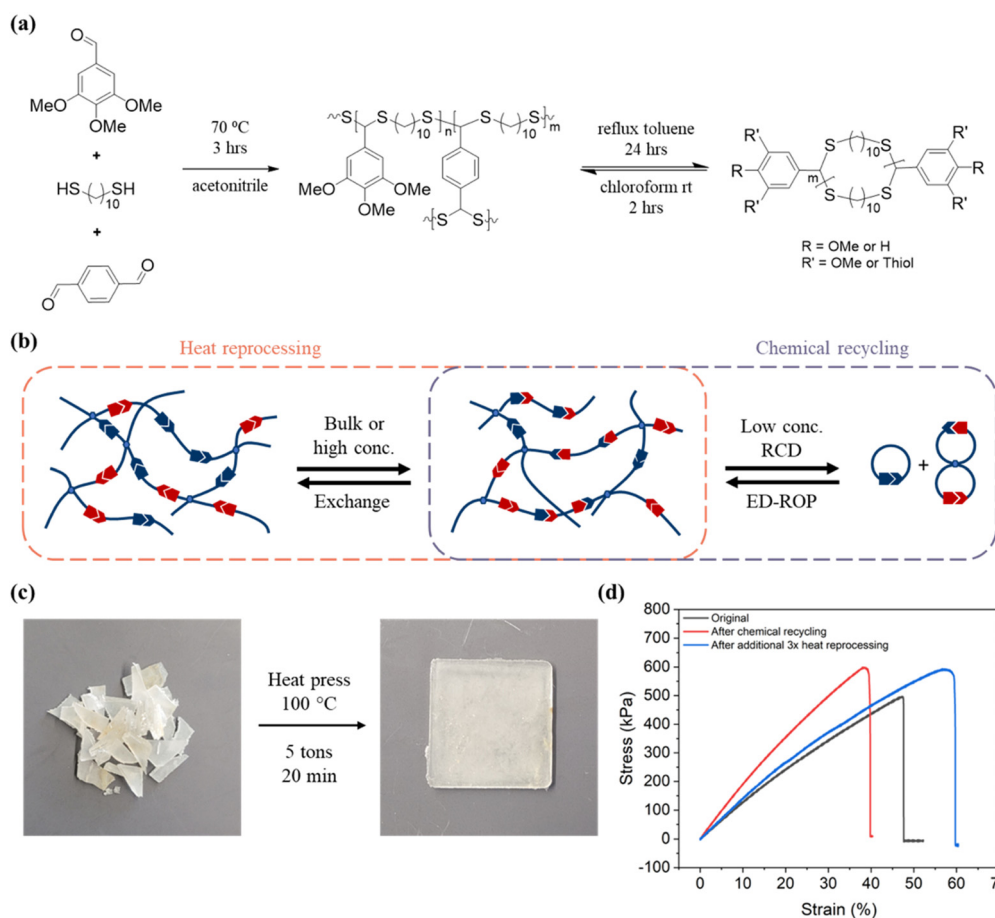 (a)
O
MeO
OMe
OMe
+
HS
SH
10
+
O
O
70 ºC
3 hrs
acetonitrile
S
S
S
S
S
10
n
10
m
MeO
OMe
OMe
S
S
reflux toluene
24 hrs
chloroform rt
2 hrs
R'
R
R'
S
10
S
m
S
10
S
R'
R
R'
R = OMe or H
R' = OMe or Thiol
(b)
Heat reprocessing
Chemical recycling
Bulk or
high conc.
Exchange
Low conc.
RCD
ED-ROP
+
(c)
Heat press
100 °C
5 tons
20 min
(d)
Original
After chemical recycling
After additional 3x heat reprocessing
Stress (kPa)
800
700
600
500
400
300
200
100
0
-100
0 10 20 30 40 50 60 7
Strain (%)